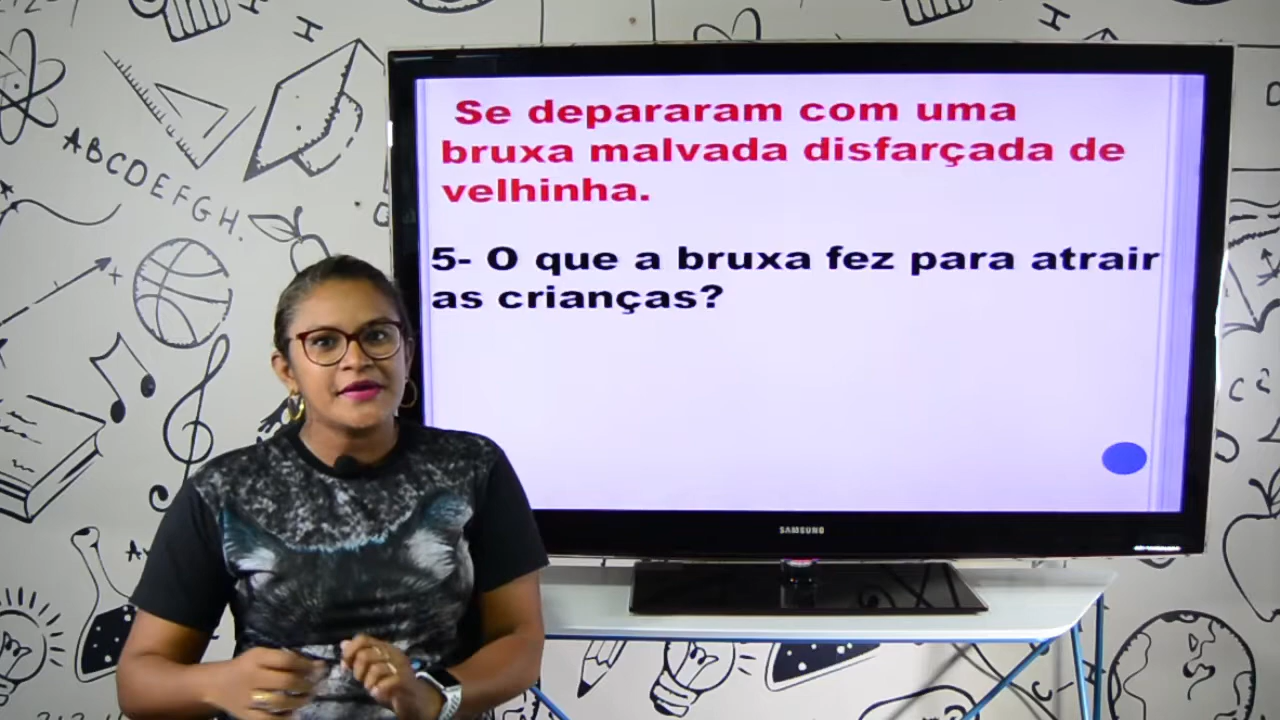 Se depararam com uma
bruxa malvada disfarçada de
velhinha.
5- O que a bruxa fez para atrair
as crianças?
SAMSUNG
ABCDEFGH.